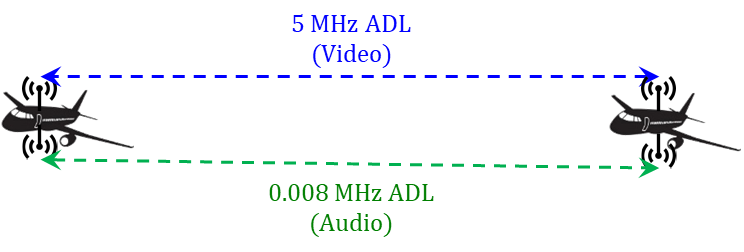 5 MHz ADL
(Video)
0.008 MHz ADL
(Audio)